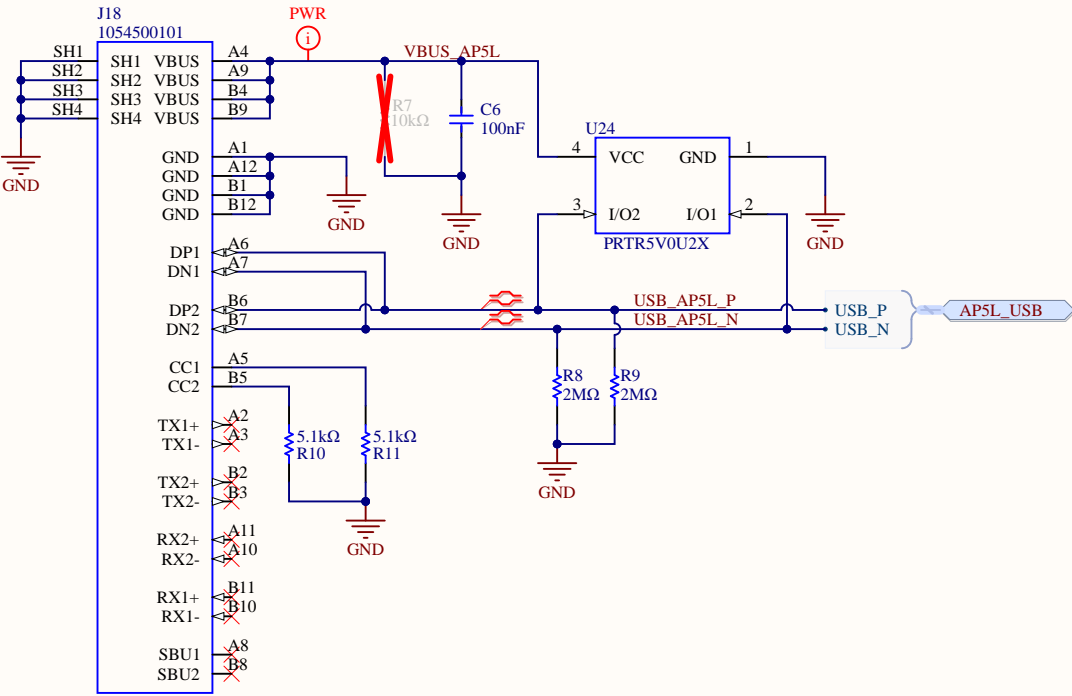 J18
1054500101
PWR
i
SH1 SH1 VBUS A4
SH2 SH2 VBUS A9
SH3 SH3 VBUS B4
SH4 SH4 VBUS B9
GND
VBUS_AP5L
R7
10kΩ
C6
100nF
GND
U24
4 VCC GND 1
3 I/O2 I/O1 2
PRTR5V0U2X
GND
GND A1
GND A12
GND B1
GND B12
GND
DP1 A6
DN1 A7
DP2 B6
DN2 B7
USB_AP5L_P
USB_AP5L_N
USB_P
USB_N
AP5L_USB
CC1 A5
CC2 B5
R8
2MΩ
R9
2MΩ
GND
5.1kΩ
R10
5.1kΩ
R11
GND
TX1+ A2
TX1- A3
TX2+ B2
TX2- B3
RX2+ A11
RX2- A10
RX1+ B11
RX1- B10
SBU1 A8
SBU2 B8